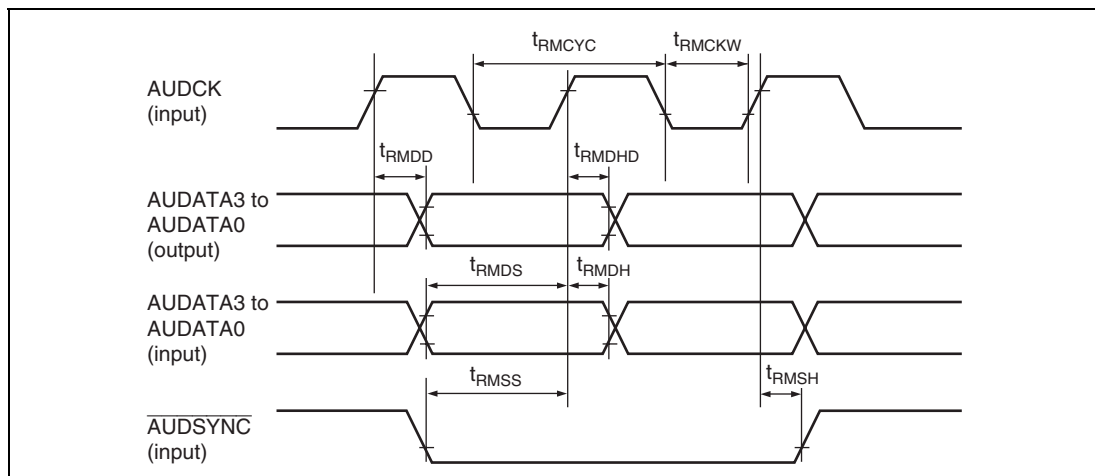 tRMCYC tRMCKW
AUDCK
(input)
tRMDD tRMDHD
AUDATA3 to
AUDATA0
(output)
tRMDS tRMDH
AUDATA3 to
AUDATA0
(input)
tRMSS tRMSH
AUDSYNC
(input)